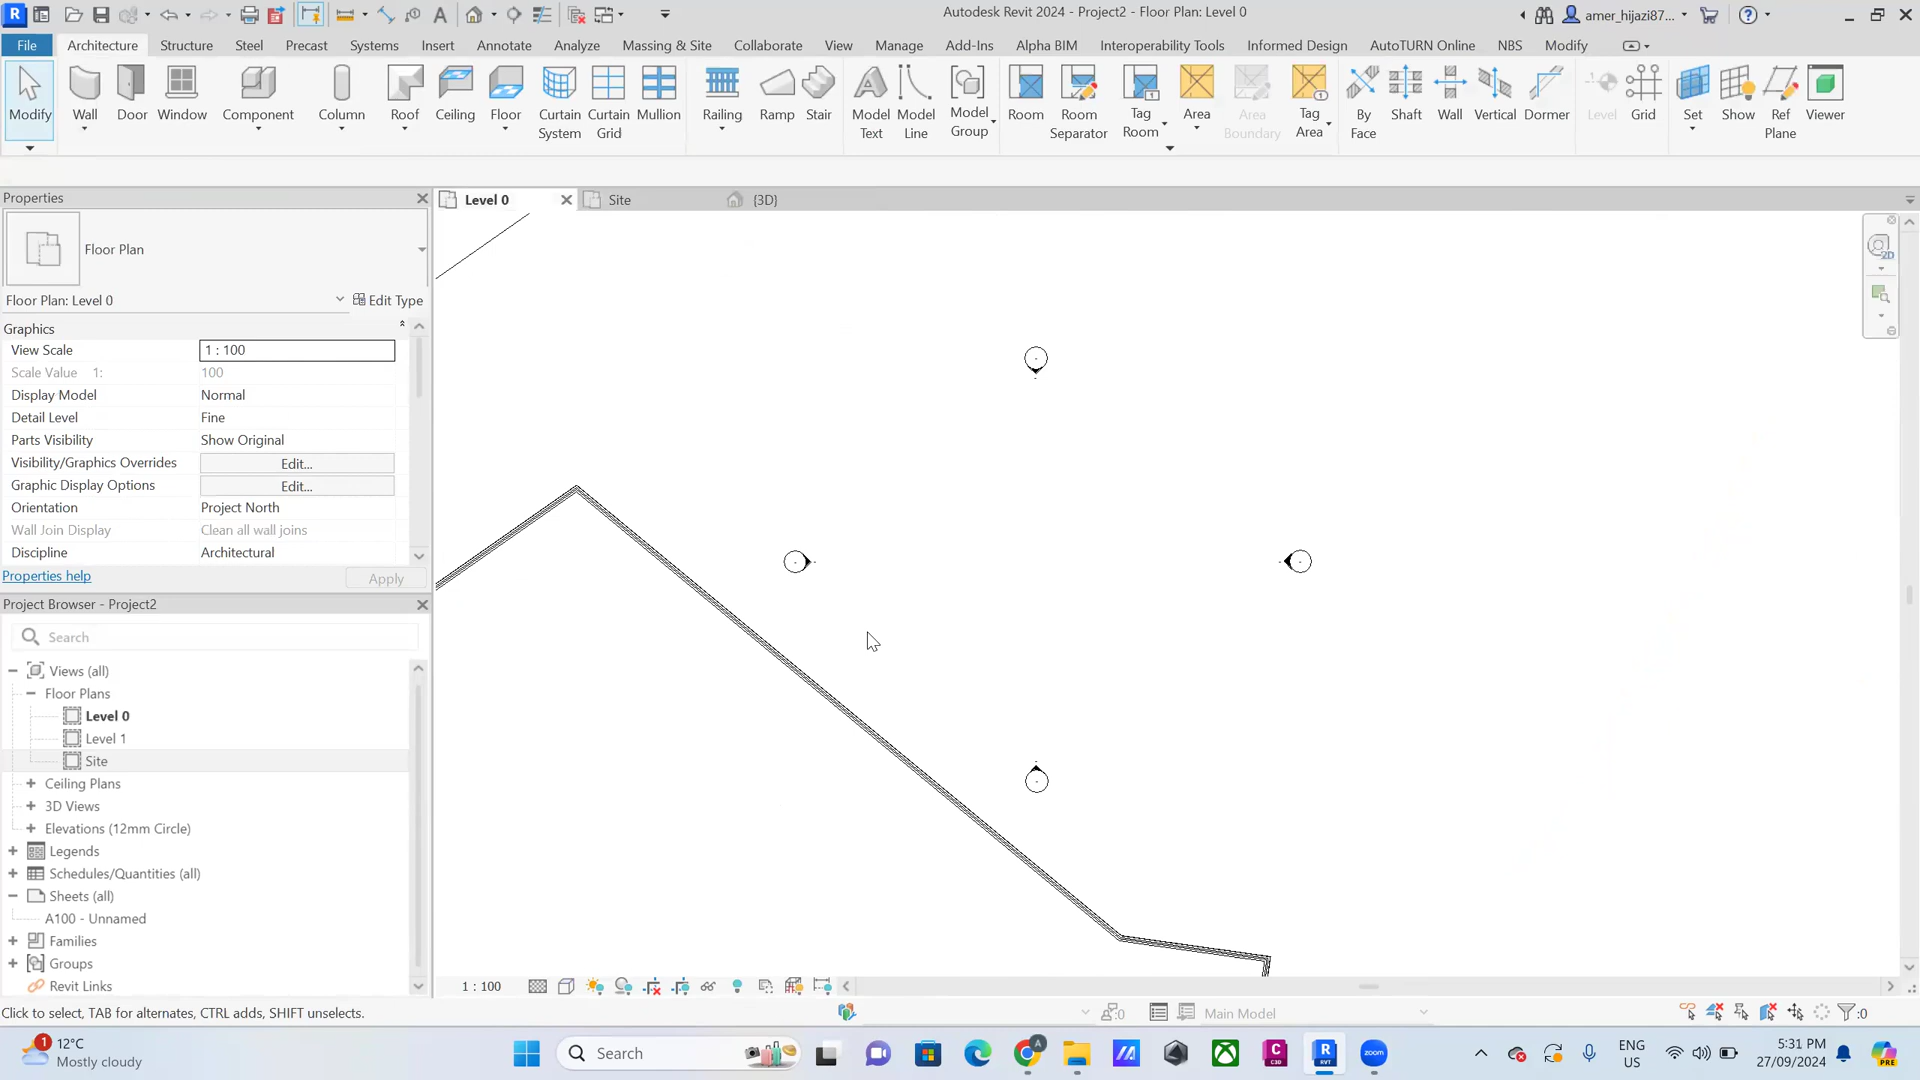 Autodesk Revit 2024 - Project2 - Floor Plan: Level 0
amer_hijazi87...
File Architecture Structure Steel Precast Systems Insert Annotate Analyze Massing & Site Collaborate View Manage Add-Ins Alpha BIM Interoperability Tools Informed Design AutoTURN Online NBS Modify
Modify Wall Door Window Component Column Roof Ceiling Floor Curtain System Curtain Grid Mullion Railing Ramp Stair Model Text Model Line Model Group Room Room Separator Tag Room Area Area Boundary Tag Area By Face Shaft Wall Vertical Dormer Level Grid Set Show Ref Plane Viewer
Properties
Level 0 Site {3D}
Floor Plan
Floor Plan: Level 0 Edit Type
Graphics
View Scale 1 : 100
Scale Value 1: 100
Display Model Normal
Detail Level Fine
Parts Visibility Show Original
Visibility/Graphics Overrides Edit...
Graphic Display Options Edit...
Orientation Project North
Wall Join Display Clean all wall joins
Discipline Architectural
Properties help Apply
Project Browser - Project2
Search
Views (all)
Floor Plans
Level 0
Level 1
Site
Ceiling Plans
3D Views
Elevations (12mm Circle)
Legends
Schedules/Quantities (all)
Sheets (all)
A100 - Unnamed
Families
Groups
Revit Links
2D
1 : 100
Click to select, TAB for alternates, CTRL adds, SHIFT unselects.
:0 Main Model :0
1 12°C
Mostly cloudy
Search
ENG
US
5:31 PM
27/09/2024
PRE